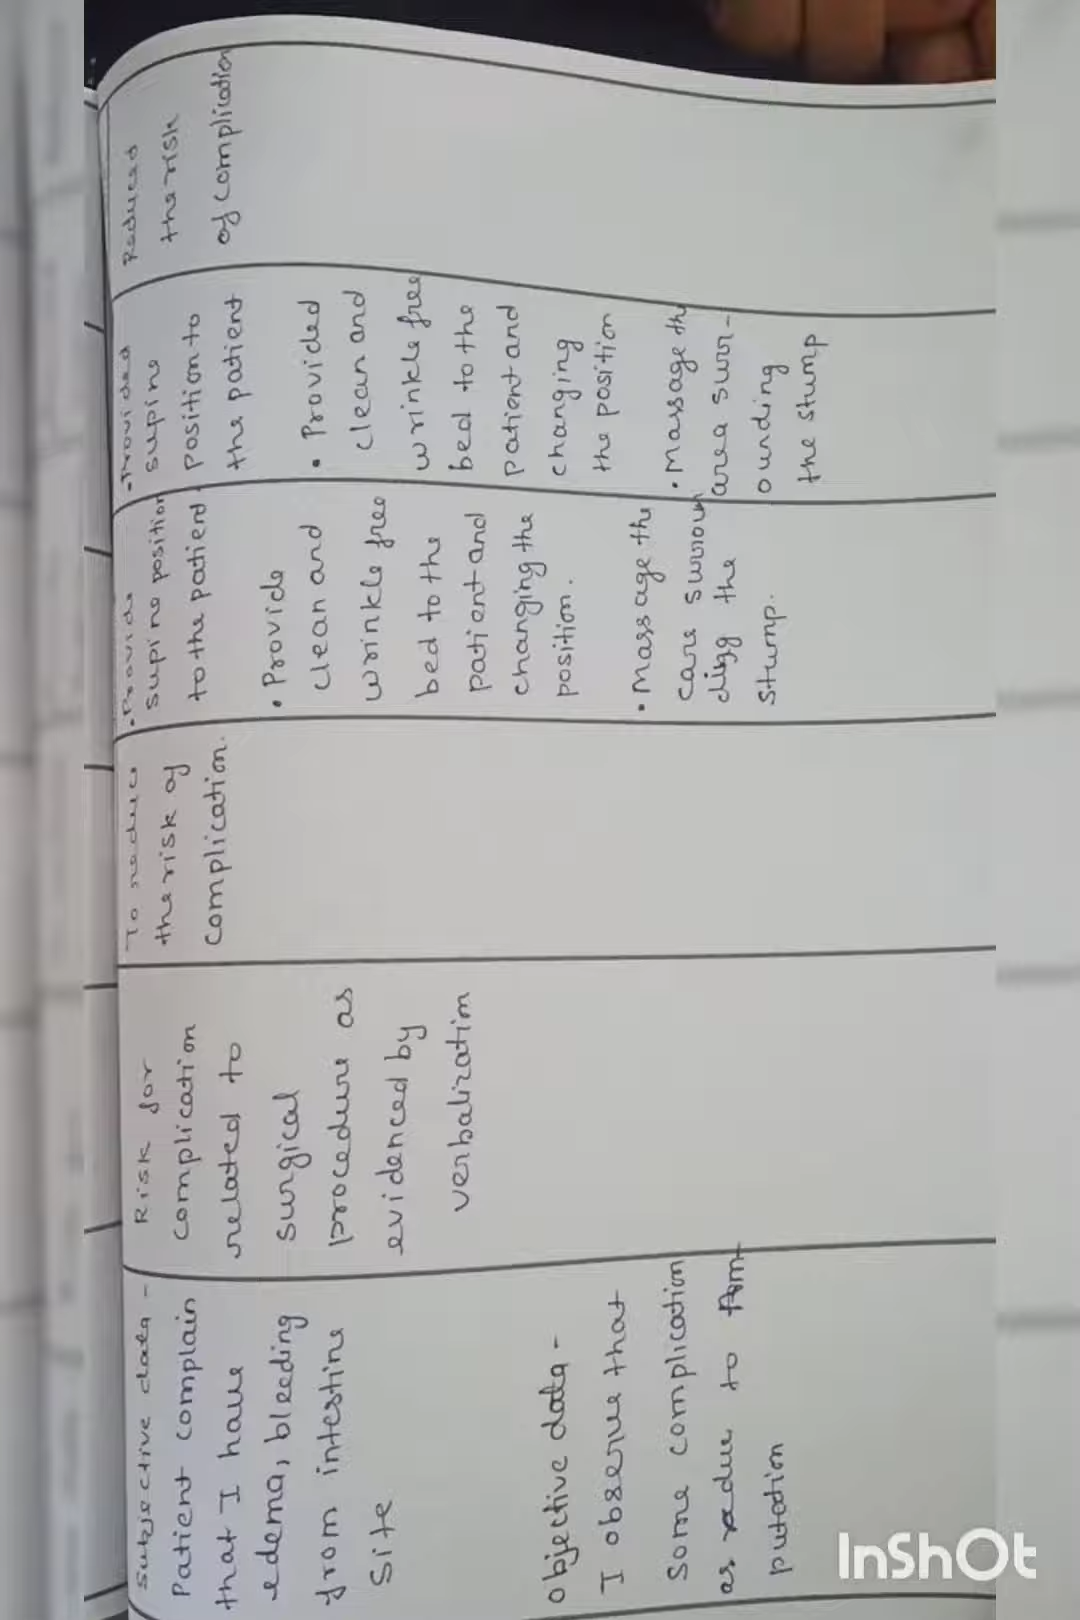 Subjective data -
Patient complain
that I have
edema, bleeding
from intestine
Site
objective data -
I observe that
Some complication
as to Am-
putation
Risk for
complication
related to
surgical
procedure as
evidenced by
verbalization
To reduce
the risk of
complication.
• Provide
supine position
to the patient
• Provide
clean and
wrinkle free
bed to the
patient and
changing the
position.
• Massage the
care surroun
ding the
stump.
• Provided
supine
position to
the patient
• Provided
clean and
wrinkle free
bed to the
patient and
changing
the position
• Massage the
area surr-
ounding
the stump
Reduced
the risk
of complication
InShOt